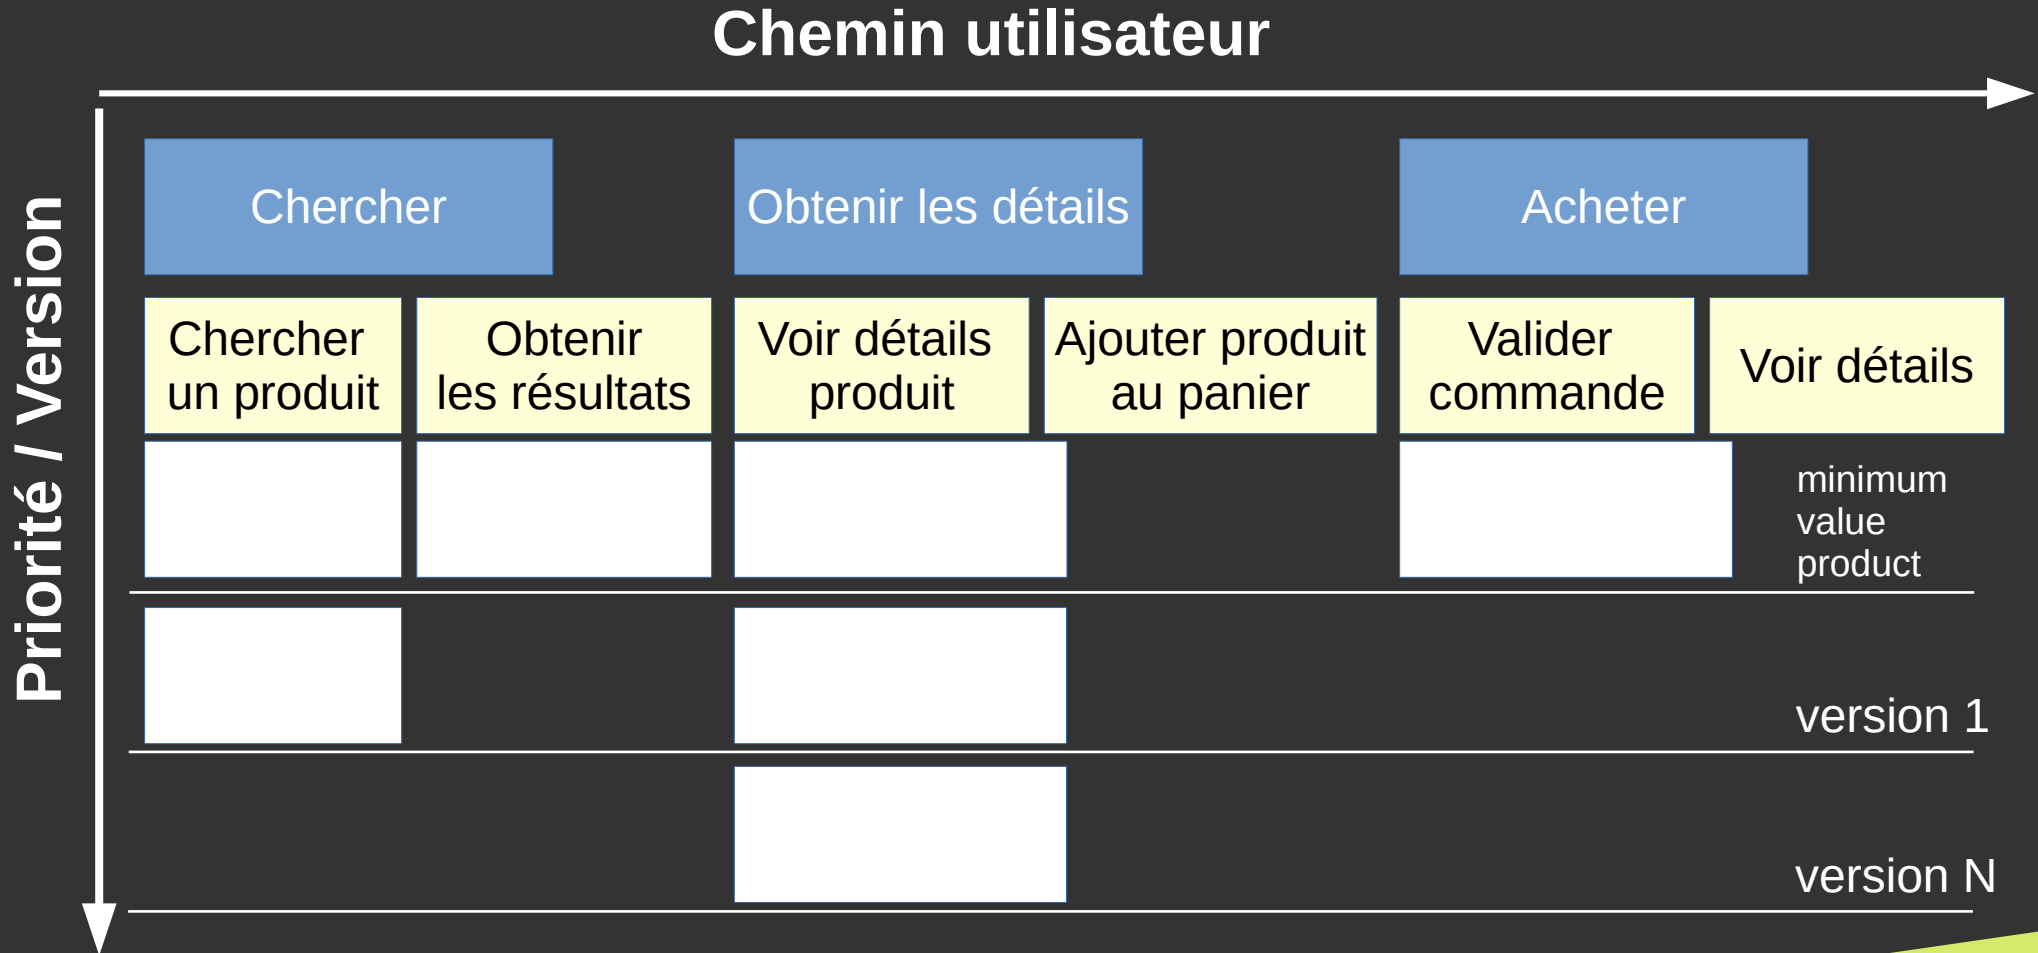 Chemin utilisateur
Priorité / Version
Chercher
Obtenir les détails
Acheter
Chercher
un produit
Obtenir
les résultats
Voir détails
produit
Ajouter produit
au panier
Valider
commande
Voir détails
minimum
value
product
version 1
version N